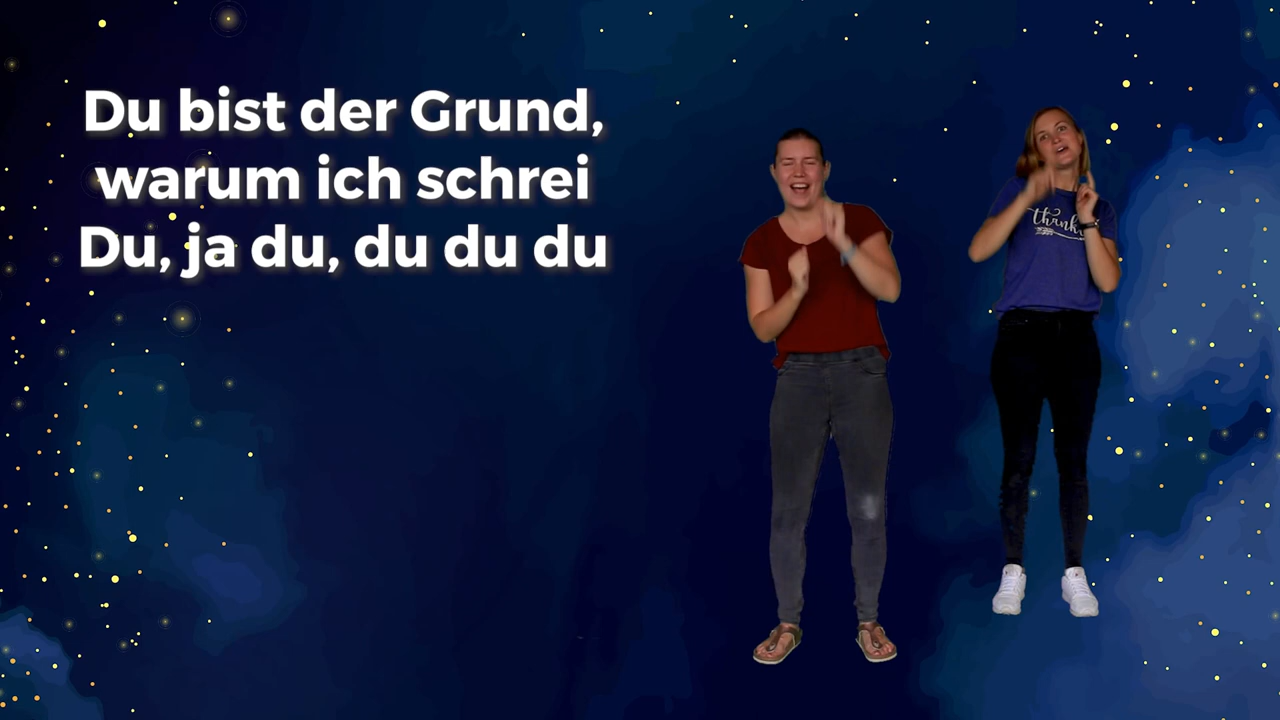 Du bist der Grund,
warum ich schrei
Du, ja du, du du du